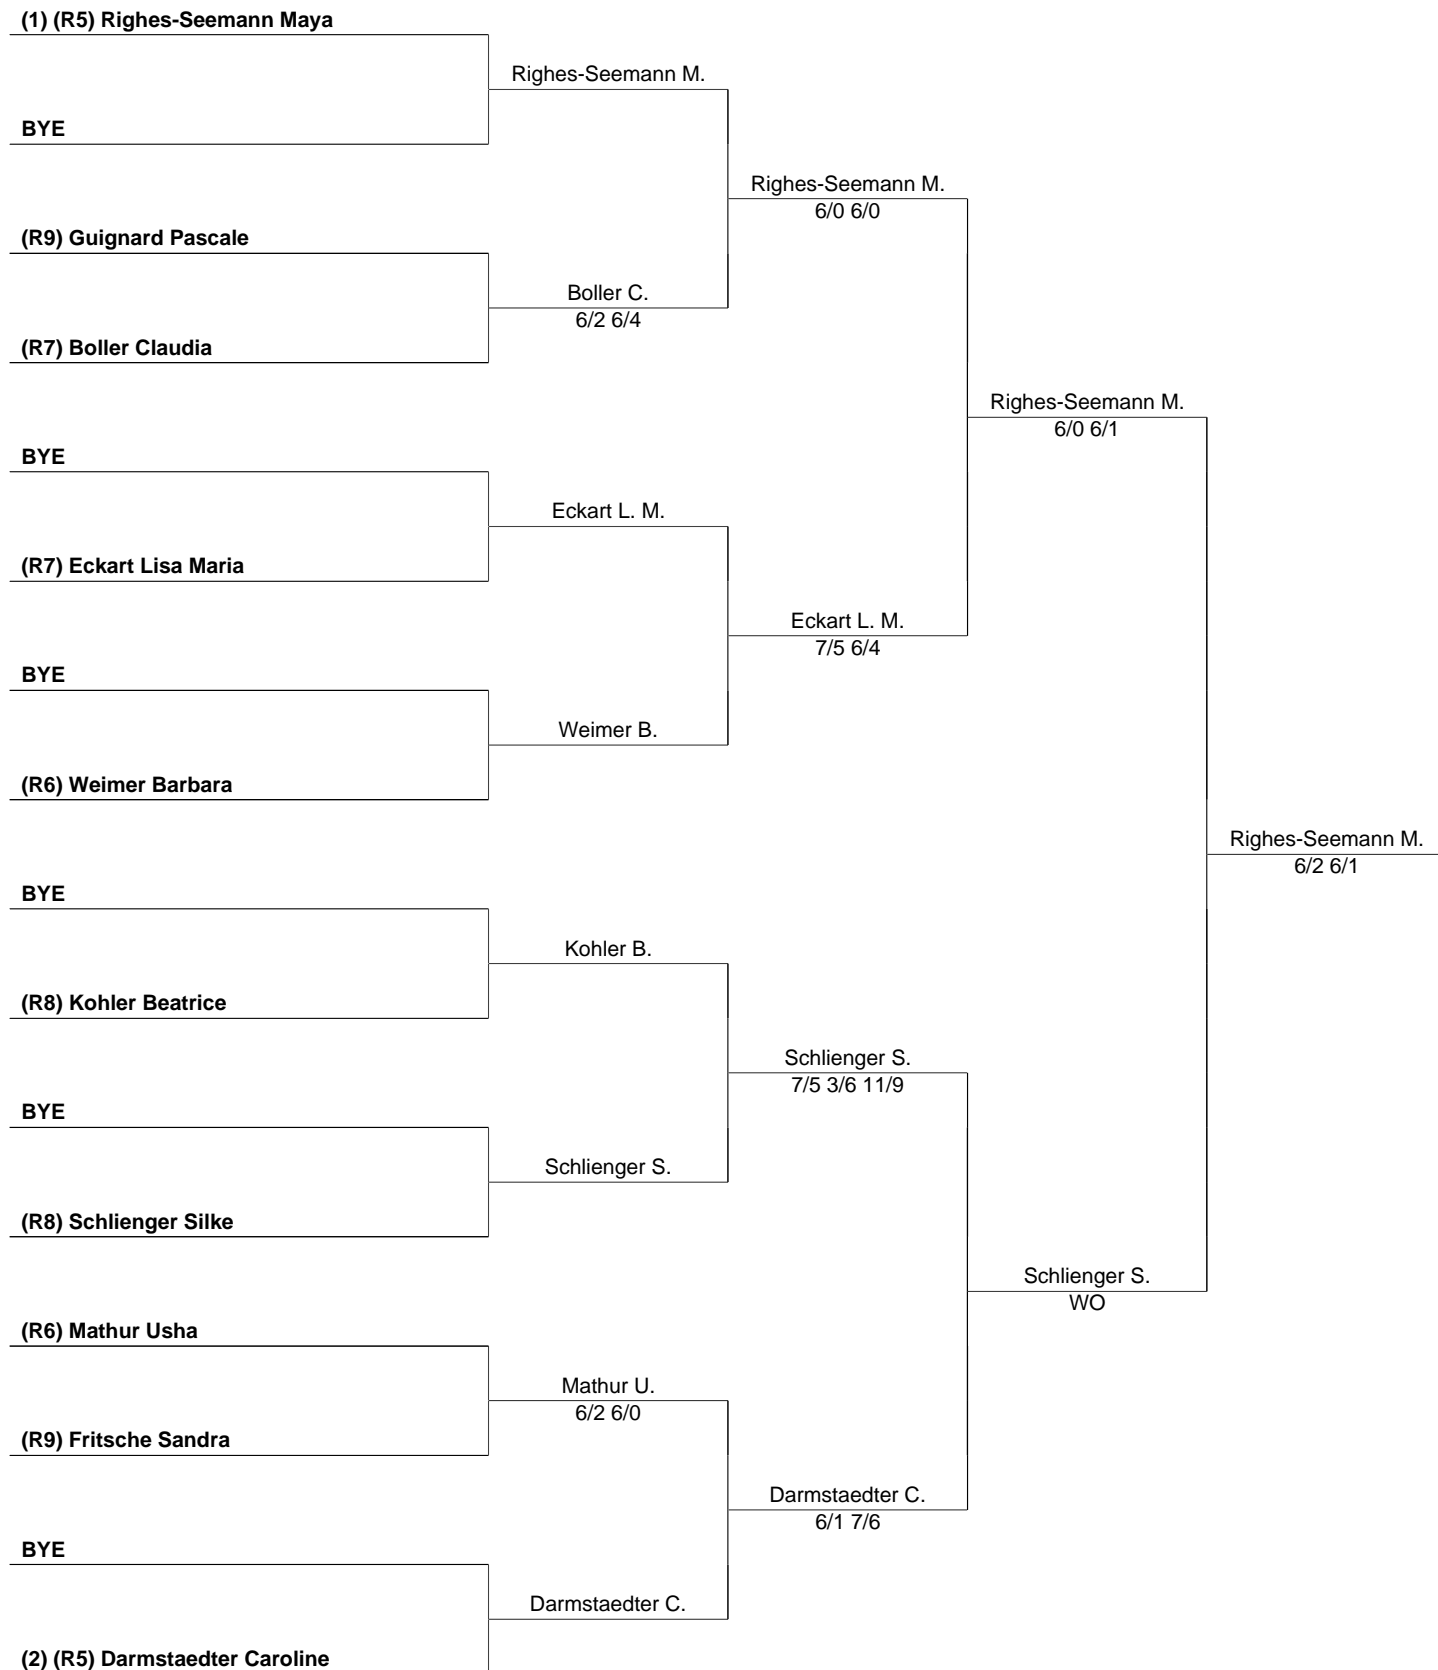 (1) (R5) Righes-Seemann Maya
Righes-Seemann M.
BYE
Righes-Seemann M.
6/0 6/0
(R9) Guignard Pascale
Boller C.
6/2 6/4
(R7) Boller Claudia
Righes-Seemann M.
6/0 6/1
BYE
Eckart L. M.
(R7) Eckart Lisa Maria
Eckart L. M.
7/5 6/4
BYE
Weimer B.
(R6) Weimer Barbara
Righes-Seemann M.
6/2 6/1
BYE
Kohler B.
(R8) Kohler Beatrice
Schlienger S.
7/5 3/6 11/9
BYE
Schlienger S.
(R8) Schlienger Silke
Schlienger S.
WO
(R6) Mathur Usha
Mathur U.
6/2 6/0
(R9) Fritsche Sandra
Darmstaedter C.
6/1 7/6
BYE
Darmstaedter C.
(2) (R5) Darmstaedter Caroline